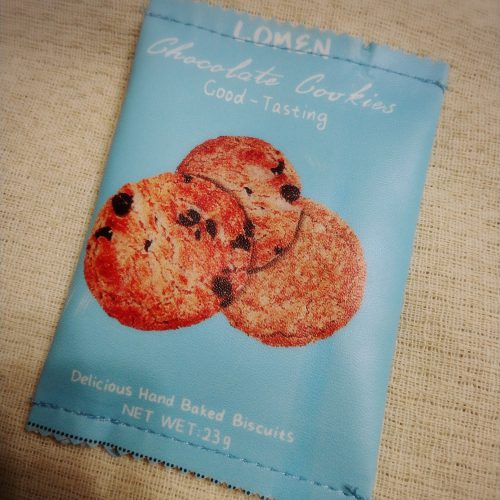 LOMEN
Chocolate Cookies
Good-Tasting
Delicious Hand Baked Biscuits
NET WET:23g